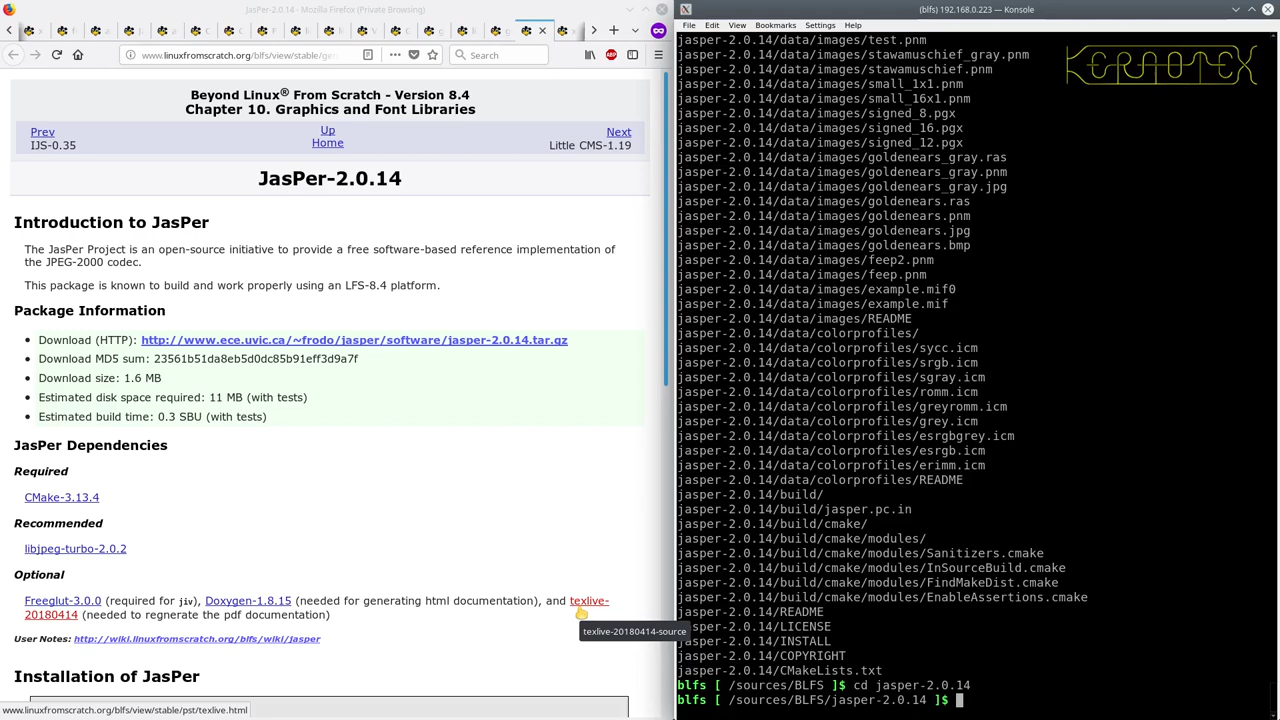 JasPer-2.0.14 - Mozilla Firefox (Private Browsing)
www.linuxfromscratch.org/blfs/view/stable/ge
Search
Beyond Linux® From Scratch - Version 8.4
Chapter 10. Graphics and Font Libraries
Prev
Up
Next
IJS-0.35
Home
Little CMS-1.19
JasPer-2.0.14
Introduction to JasPer
The JasPer Project is an open-source initiative to provide a free software-based reference implementation of
the JPEG-2000 codec.
This package is known to build and work properly using an LFS-8.4 platform.
Package Information
Download (HTTP): http://www.ece.uvic.ca/~frodo/jasper/software/jasper-2.0.14.tar.gz
Download MD5 sum: 23561b51da8eb5d0dc85b91eff3d9a7f
Download size: 1.6 MB
Estimated disk space required: 11 MB (with tests)
Estimated build time: 0.3 SBU (with tests)
JasPer Dependencies
Required
CMake-3.13.4
Recommended
libjpeg-turbo-2.0.2
Optional
Freeglut-3.0.0 (required for jiv), Doxygen-1.8.15 (needed for generating html documentation), and texlive-
20180414 (needed to regnerate the pdf documentation)
texlive-20180414-source
User Notes: http://wiki.linuxfromscratch.org/blfs/wiki/jasper
Installation of JasPer
www.linuxfromscratch.org/blfs/view/stable/pst/texlive.html
(blfs) 192.168.0.223 — Konsole
File Edit View Bookmarks Settings Help
KERAOTEX
jasper-2.0.14/data/images/test.pnm
jasper-2.0.14/data/images/stawamuschief_gray.pnm
jasper-2.0.14/data/images/stawamuschief.pnm
jasper-2.0.14/data/images/small_1x1.pnm
jasper-2.0.14/data/images/small_16x1.pnm
jasper-2.0.14/data/images/signed_8.pgx
jasper-2.0.14/data/images/signed_16.pgx
jasper-2.0.14/data/images/signed_12.pgx
jasper-2.0.14/data/images/goldenears_gray.ras
jasper-2.0.14/data/images/goldenears_gray.pnm
jasper-2.0.14/data/images/goldenears_gray.jpg
jasper-2.0.14/data/images/goldenears.ras
jasper-2.0.14/data/images/goldenears.pnm
jasper-2.0.14/data/images/goldenears.jpg
jasper-2.0.14/data/images/goldenears.bmp
jasper-2.0.14/data/images/feep2.pnm
jasper-2.0.14/data/images/feep.pnm
jasper-2.0.14/data/images/example.mif0
jasper-2.0.14/data/images/example.mif
jasper-2.0.14/data/images/README
jasper-2.0.14/data/colorprofiles/
jasper-2.0.14/data/colorprofiles/sycc.icm
jasper-2.0.14/data/colorprofiles/srgb.icm
jasper-2.0.14/data/colorprofiles/sgray.icm
jasper-2.0.14/data/colorprofiles/romm.icm
jasper-2.0.14/data/colorprofiles/greyromm.icm
jasper-2.0.14/data/colorprofiles/grey.icm
jasper-2.0.14/data/colorprofiles/esrgbgrey.icm
jasper-2.0.14/data/colorprofiles/esrgb.icm
jasper-2.0.14/data/colorprofiles/erimm.icm
jasper-2.0.14/data/colorprofiles/README
jasper-2.0.14/build/
jasper-2.0.14/build/jasper.pc.in
jasper-2.0.14/build/cmake/
jasper-2.0.14/build/cmake/modules/
jasper-2.0.14/build/cmake/modules/Sanitizers.cmake
jasper-2.0.14/build/cmake/modules/InSourceBuild.cmake
jasper-2.0.14/build/cmake/modules/FindMakeDist.cmake
jasper-2.0.14/build/cmake/modules/EnableAssertions.cmake
jasper-2.0.14/README
jasper-2.0.14/LICENSE
jasper-2.0.14/INSTALL
jasper-2.0.14/COPYRIGHT
jasper-2.0.14/CMakeLists.txt
blfs [ /sources/BLFS ]$ cd jasper-2.0.14
blfs [ /sources/BLFS/jasper-2.0.14 ]$